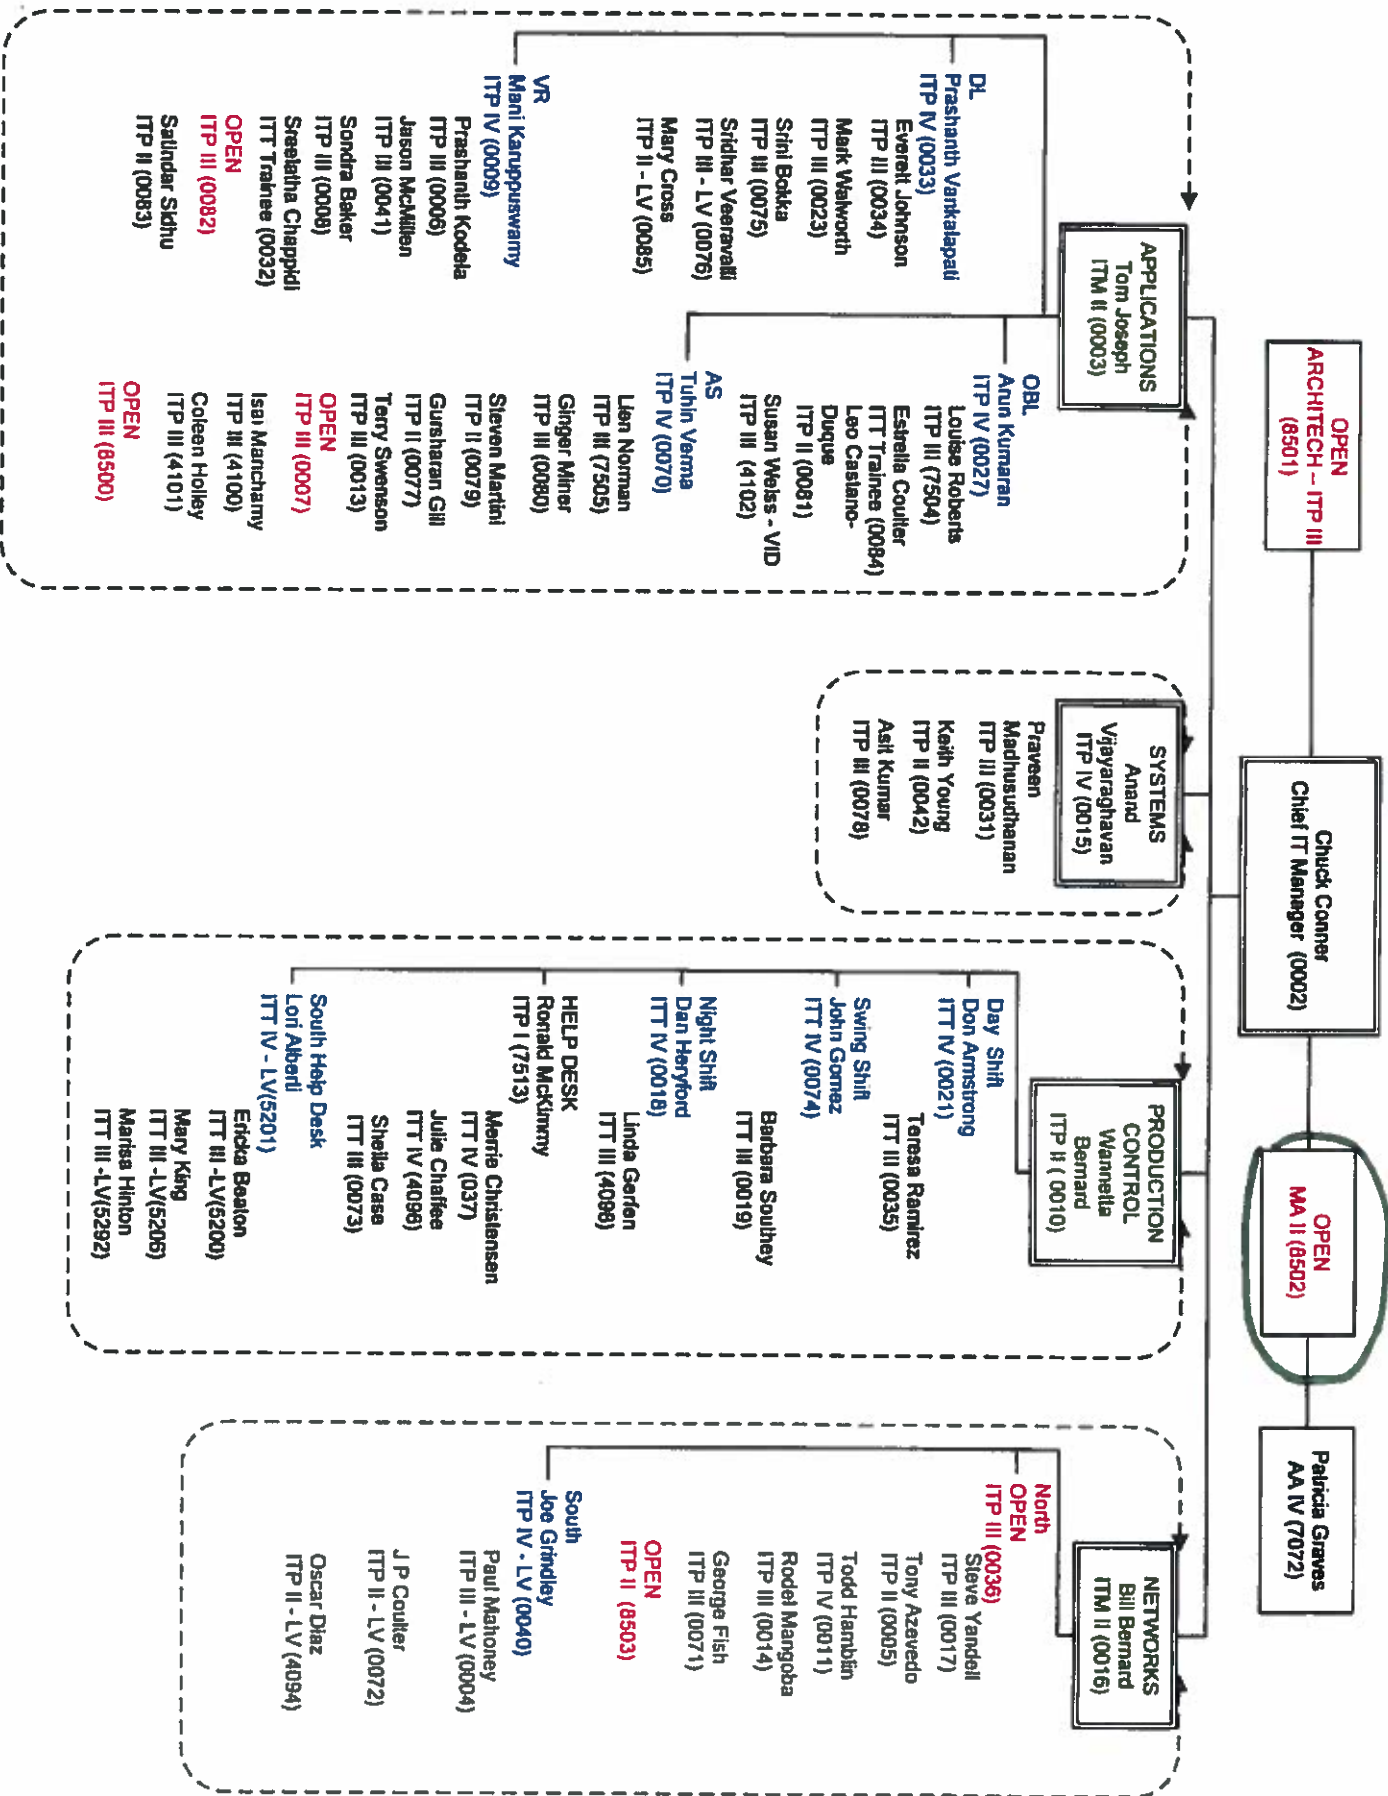 OPEN
ARCHITECH – ITP III
(8501)
Chuck Conner
Chief IT Manager (0002)
OPEN
MA II (8502)
Patricia Graves
AA IV (7072)
APPLICATIONS
Tom Joseph
ITM II (0003)
DL
Prashanth Vankalapati
ITP IV (0033)
Everett Johnson
ITP III (0034)
Mark Walworth
ITP III (0023)
Srini Bokka
ITP III (0075)
Sridhar Veeravalli
ITP III - LV (0076)
Mary Cross
ITP II - LV (0085)
VR
Mani Karuppuswamy
ITP IV (0009)
Prashanth Kodela
ITP III (0006)
Jason McMillen
ITP III (0041)
Sondra Baker
ITP III (0008)
Sreelatha Chappidi
ITT Trainee (0032)
OPEN
ITP III (0082)
Satindar Sidhu
ITP II (0083)
OBL
Arun Kumaran
ITP IV (0027)
Louise Roberts
ITP III (7504)
Estrella Coulter
ITT Trainee (0084)
Leo Castano-
Duque
ITP II (0081)
Susan Weiss - VID
ITP III (4102)
AS
Tuhin Verma
ITP IV (0070)
Lien Norman
ITP III (7505)
Ginger Miner
ITP III (0080)
Steven Martini
ITP II (0079)
Gursharan Gill
ITP II (0077)
Terry Swenson
ITP III (0013)
OPEN
ITP III (0007)
Isai Manchamy
ITP III (4100)
Coleen Holley
ITP III (4101)
OPEN
ITP III (8500)
SYSTEMS
Anand
Vijayaraghavan
ITP IV (0015)
Praveen
Madhusudhanan
ITP III (0031)
Keith Young
ITP II (0042)
Asit Kumar
ITP III (0078)
PRODUCTION
CONTROL
Wannetta
Bernard
ITP II ( 0010)
Day Shift
Don Armstrong
ITT IV (0021)
Teresa Ramirez
ITT III (0035)
Swing Shift
John Gomez
ITT IV (0074)
Barbara Southey
ITT III (0019)
Night Shift
Dan Heryford
ITT IV (0018)
Linda Gerfen
ITT III (4098)
HELP DESK
Ronald McKimmy
ITP I (7513)
Merrie Christensen
ITT IV (037)
Julie Chaffee
ITT IV (4096)
Sheila Case
ITT III (0073)
South Help Desk
Lori Alberti
ITT IV - LV(5201)
Ericka Beaton
ITT III -LV(5200)
Mary King
ITT III -LV(5206)
Marisa Hinton
ITT III -LV(5292)
NETWORKS
Bill Bernard
ITM II (0016)
North
OPEN
ITP III (0036)
Steve Yandell
ITP III (0017)
Tony Azevedo
ITP II (0005)
Todd Hamblin
ITP IV (0011)
Rodel Mangoba
ITP III (0014)
George Fish
ITP III (0071)
OPEN
ITP II (8503)
South
Joe Grindley
ITP IV - LV (0040)
Paul Mahoney
ITP III - LV (0004)
J P Coulter
ITP II - LV (0072)
Oscar Diaz
ITP II - LV (4094)